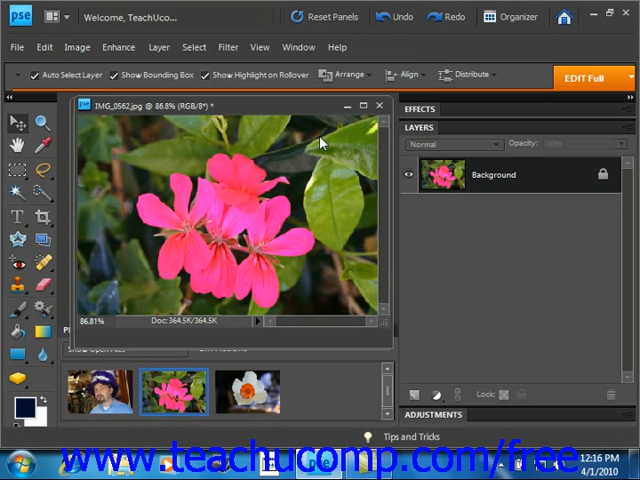 pse Welcome, TeachUco... Reset Panels Undo Redo Organizer
File Edit Image Enhance Layer Select Filter View Window Help
Auto Select Layer Show Bounding Box Show Highlight on Rollover Arrange Align Distribute EDIT Full
pse IMG_0562.jpg @ 86.8% (RGB/8*) *
EFFECTS
LAYERS
Normal Opacity: 100%
Background
86.81% Doc: 364.5K/364.5K
Lock:
ADJUSTMENTS
Tips and Tricks
www.teachucomp.com/free
pse
12:16 PM
4/1/2010